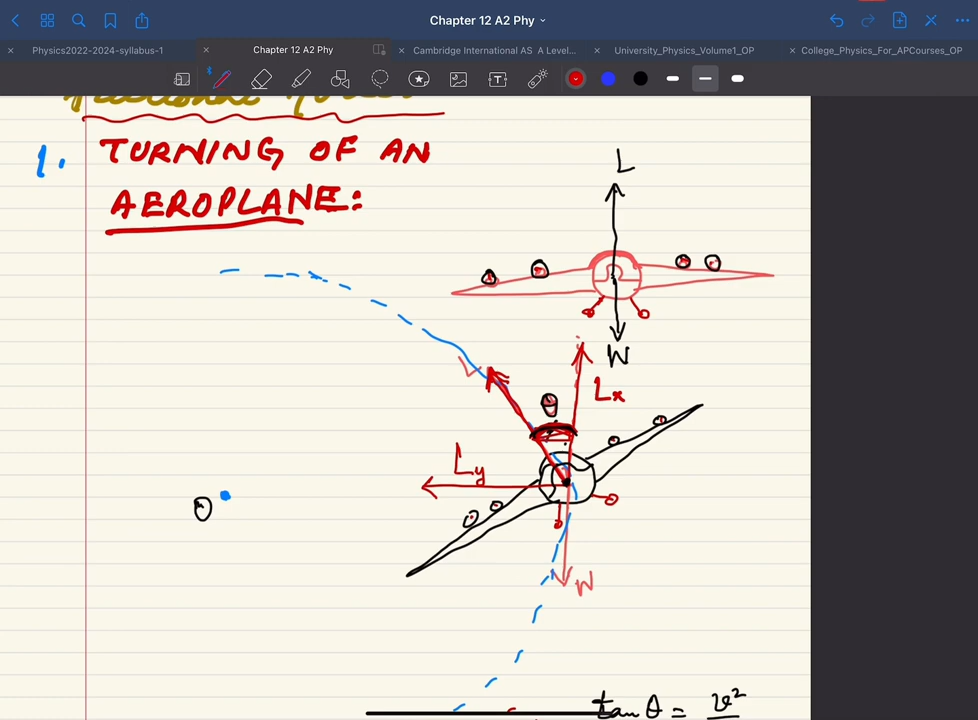 Chapter 12 A2 Phy
Physics2022-2024-syllabus-1
Chapter 12 A2 Phy
Cambridge International AS A Level...
University_Physics_Volume1_OP
College_Physics_For_APCourses_OP
1. TURNING OF AN
AEROPLANE:
L
W
θ
Lx
Ly
O
W
tan θ = v²